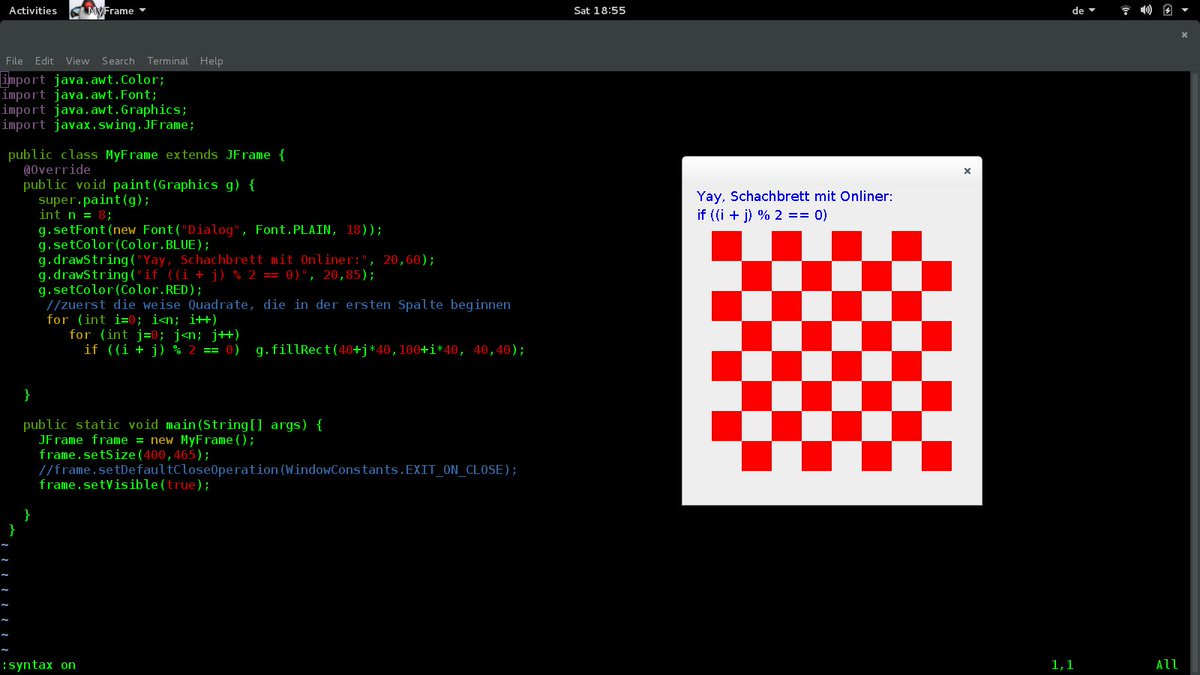 Activities MyFrame Sat 18:55 de
File Edit View Search Terminal Help
import java.awt.Color;
import java.awt.Font;
import java.awt.Graphics;
import javax.swing.JFrame;
public class MyFrame extends JFrame {
@Override
public void paint(Graphics g) {
super.paint(g);
int n = 8;
g.setFont(new Font("Dialog", Font.PLAIN, 18));
g.setColor(Color.BLUE);
g.drawString("Yay, Schachbrett mit Onliner:", 20,60);
g.drawString("if ((i + j) % 2 == 0)", 20,85);
g.setColor(Color.RED);
//zuerst die weise Quadrate, die in der ersten Spalte beginnen
for (int i=0; i<n; i++)
for (int j=0; j<n; j++)
if ((i + j) % 2 == 0)  g.fillRect(40+j*40,100+i*40, 40,40);
}
public static void main(String[] args) {
JFrame frame = new MyFrame();
frame.setSize(400,465);
//frame.setDefaultCloseOperation(WindowConstants.EXIT_ON_CLOSE);
frame.setVisible(true);
}
}
~
~
~
~
~
~
~
~
:syntax on 1,1 All
Yay, Schachbrett mit Onliner:
if ((i + j) % 2 == 0)